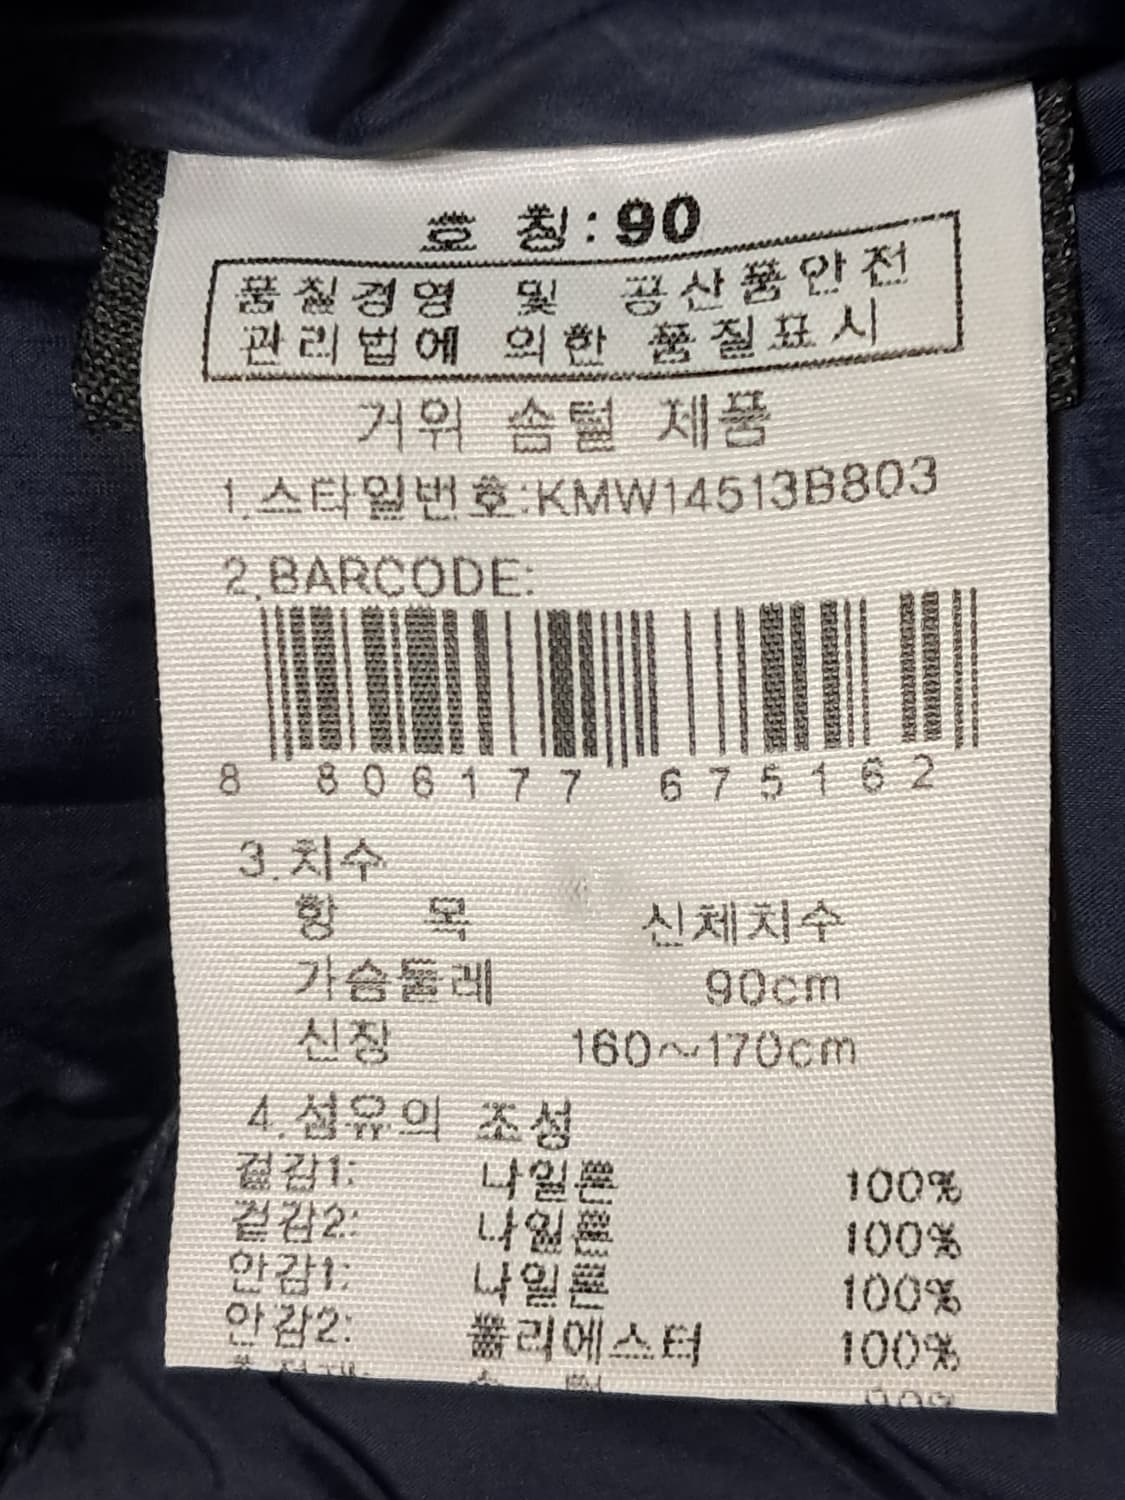 호 칭:90
품질경영 및 공산품안전
관리법에 의한 품질표시
거위 솜털 제품
1.스타일번호:KMW14513B803
2.BARCODE:
8 806177 675162
3.치수
항 목 신체치수
가슴둘레 90cm
신장 160~170cm
4.섬유의 조성
겉감1: 나일론 100%
겉감2: 나일론 100%
안감1: 나일론 100%
안감2: 폴리에스터 100%